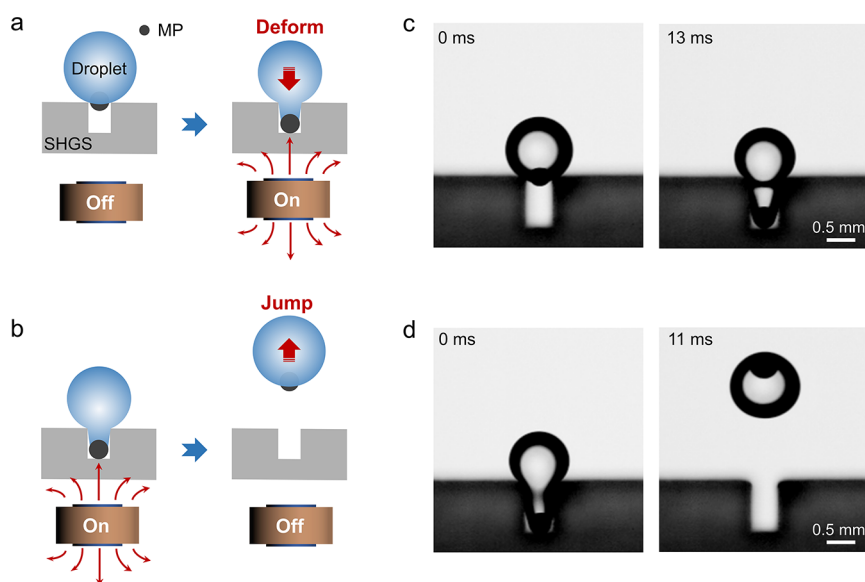 a
MP
Droplet
SHGS
Off
Deform
On
b
On
Jump
Off
c
0 ms
13 ms
0.5 mm
d
0 ms
11 ms
0.5 mm